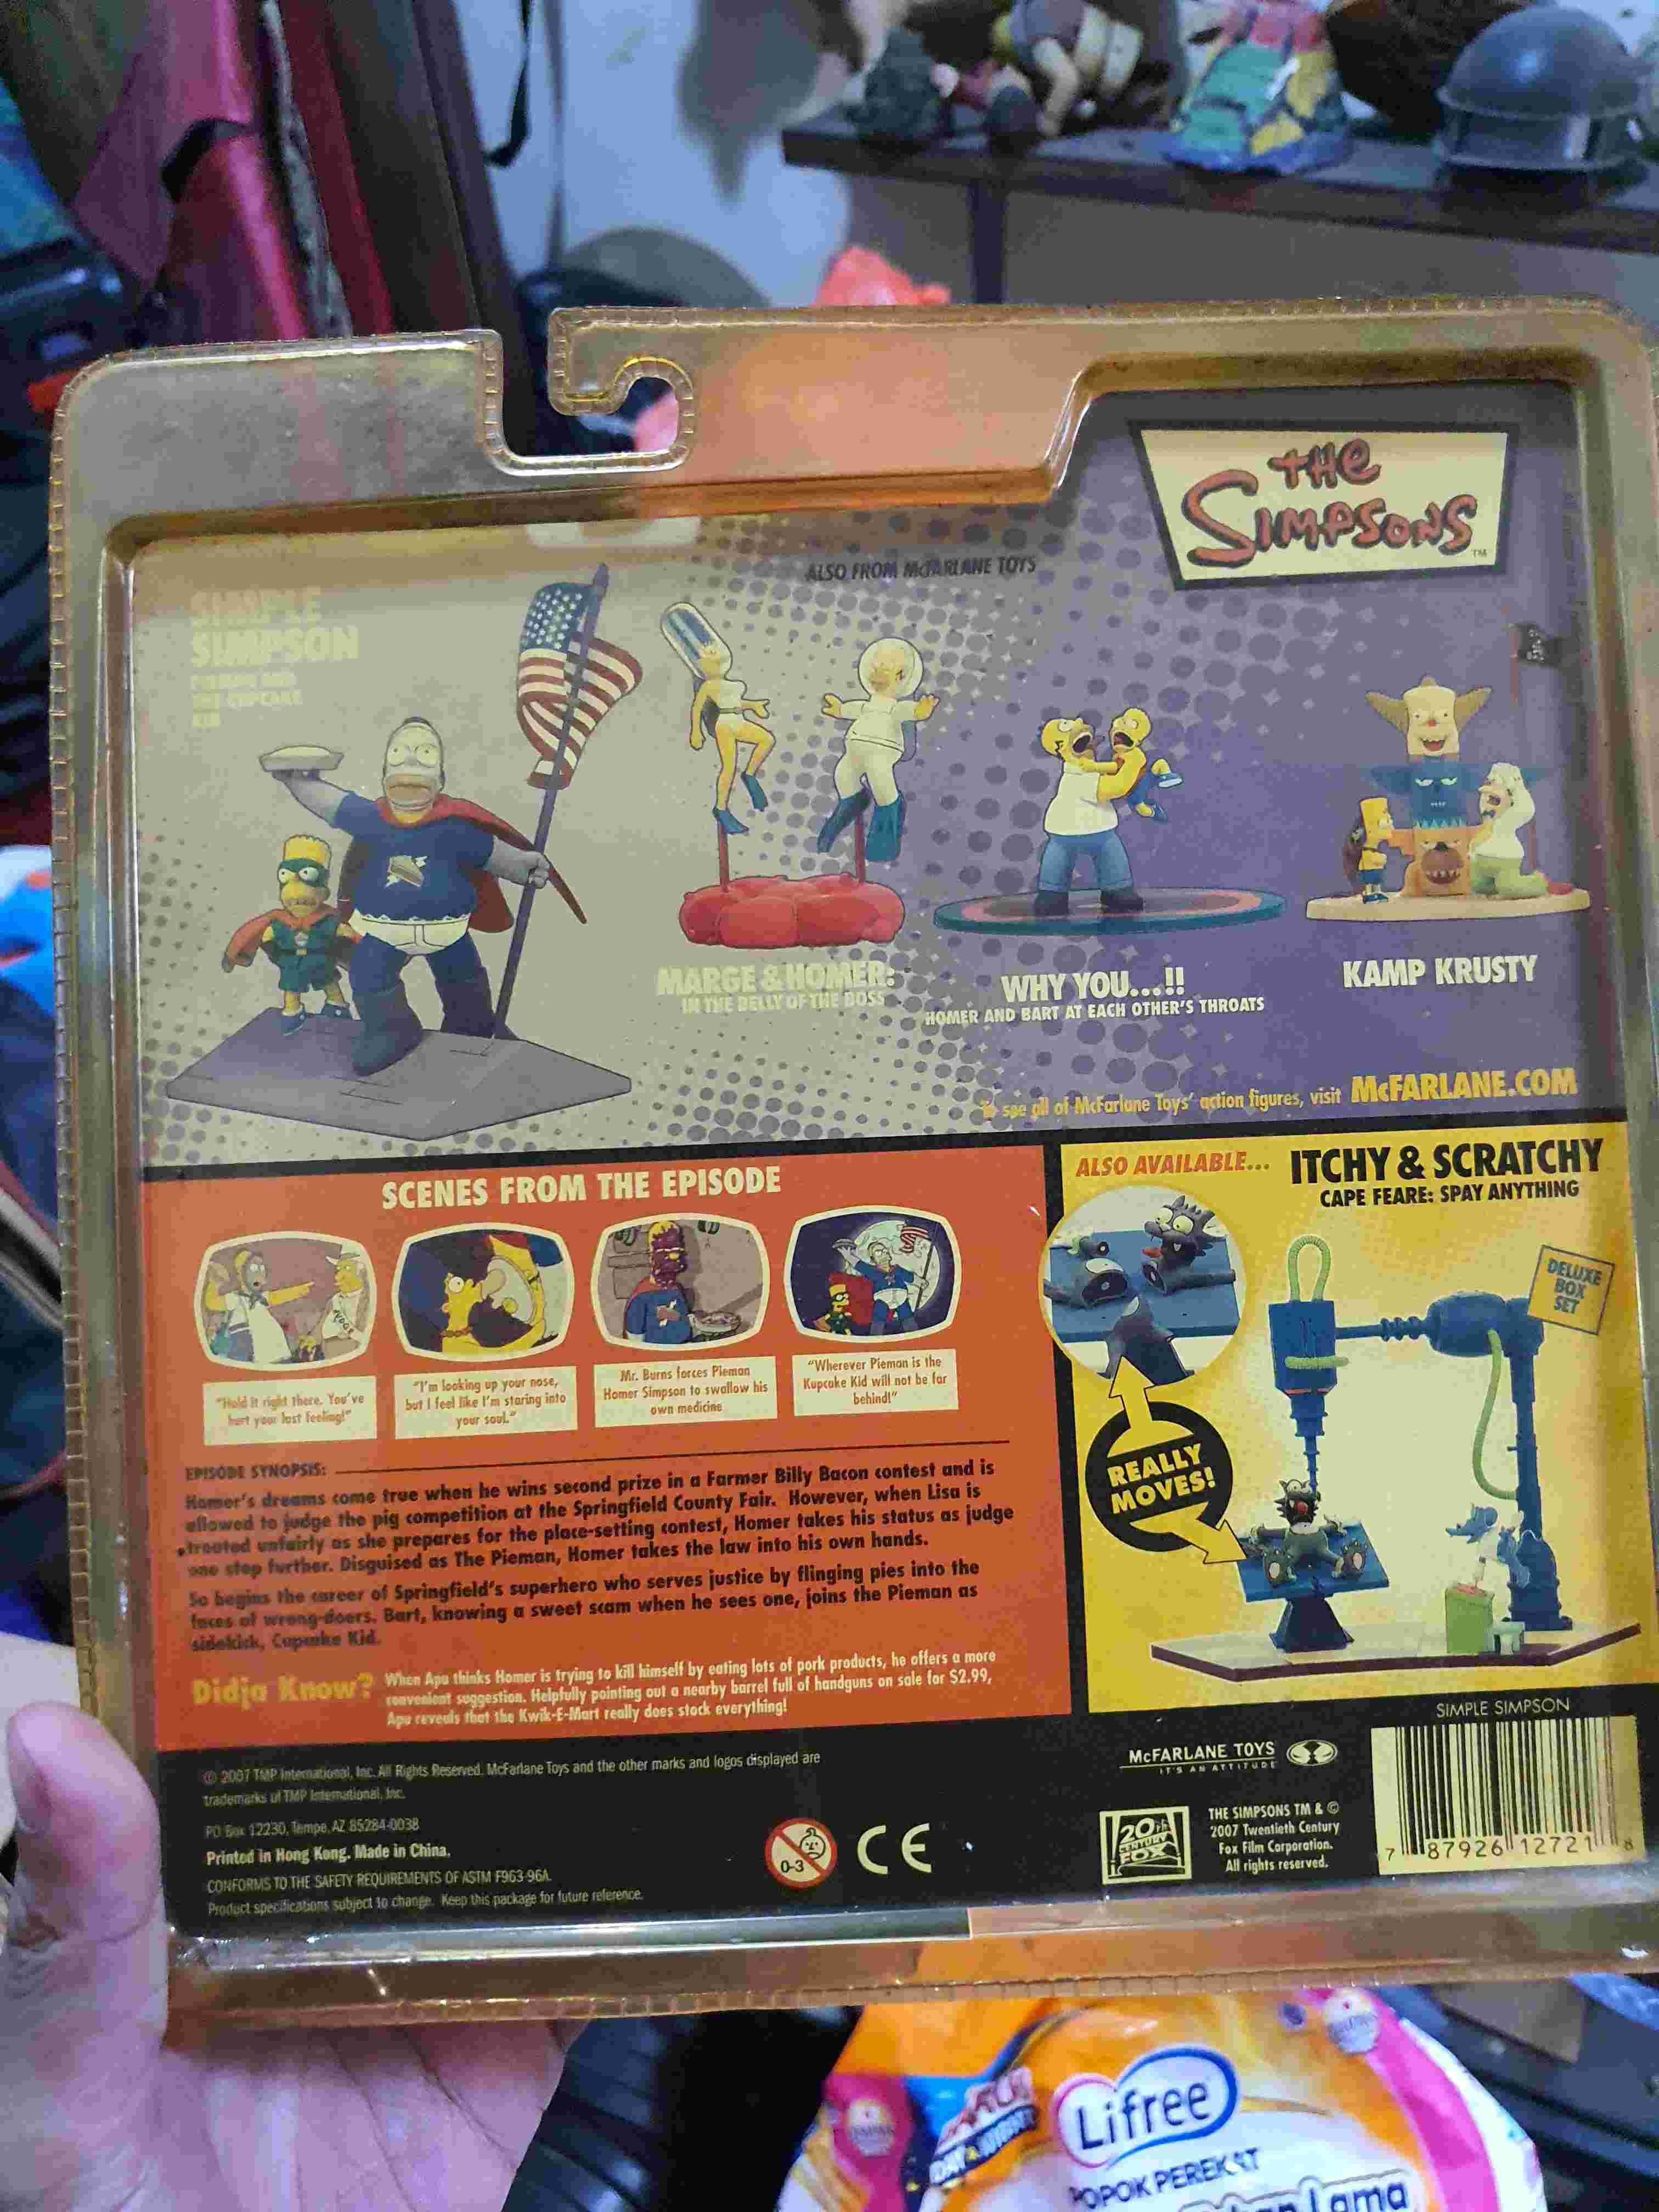 THE
SIMPSONS
TM
ALSO FROM McFARLANE TOYS
SIMPLE
SIMPSON
PIEMAN AND
THE CUPCAKE
KID
MARGE & HOMER:
IN THE BELLY OF THE BOSS
WHY YOU...!!
HOMER AND BART AT EACH OTHER'S THROATS
KAMP KRUSTY
To see all of McFarlane Toys' action figures, visit McFARLANE.COM
SCENES FROM THE EPISODE
"Hold it right there. You've
hurt your last feeling!"
"I'm looking up your nose,
but I feel like I'm staring into
your soul."
Mr. Burns forces Pieman
Homer Simpson to swallow his
own medicine
"Wherever Pieman is the
Kupcake Kid will not be far
behind!"
EPISODE SYNOPSIS:
Homer's dreams come true when he wins second prize in a Farmer Billy Bacon contest and is
allowed to judge the pig competition at the Springfield County Fair. However, when Lisa is
treated unfairly as she prepares for the place-setting contest, Homer takes his status as judge
one step further. Disguised as The Pieman, Homer takes the law into his own hands.
So begins the career of Springfield's superhero who serves justice by flinging pies into the
faces of wrong-doers. Bart, knowing a sweet scam when he sees one, joins the Pieman as
sidekick, Cupcake Kid.
Didja Know? When Apu thinks Homer is trying to kill himself by eating lots of pork products, he offers a more
convenient suggestion. Helpfully pointing out a nearby barrel full of handguns on sale for $2.99,
Apu reveals that the Kwik-E-Mart really does stock everything!
ALSO AVAILABLE... ITCHY & SCRATCHY
CAPE FEARE: SPAY ANYTHING
DELUXE
BOX
SET
REALLY
MOVES!
© 2007 TMP International, Inc. All Rights Reserved. McFarlane Toys and the other marks and logos displayed are
trademarks of TMP International, Inc.
PO Box 12230, Tempe, AZ 85284-0038
Printed in Hong Kong. Made in China.
CONFORMS TO THE SAFETY REQUIREMENTS OF ASTM F963-96A.
Product specifications subject to change. Keep this package for future reference.
0-3
CE
McFARLANE TOYS
IT'S AN ATTITUDE
20th
CENTURY
FOX
THE SIMPSONS TM & ©
2007 Twentieth Century
Fox Film Corporation.
All rights reserved.
SIMPLE SIMPSON
7 87926 12721 8
Lifree
POPOK PEREKAT
Lama